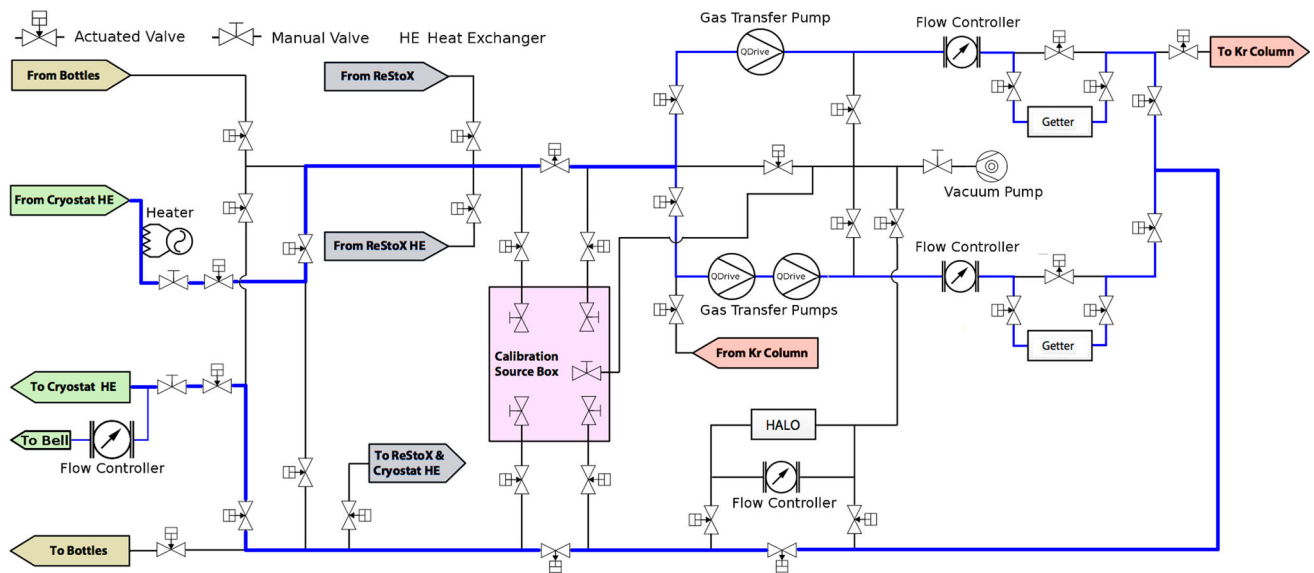 Actuated Valve
Manual Valve
HE Heat Exchanger
Gas Transfer Pump
Flow Controller
From Bottles
From ReStoX
QDrive
To Kr Column
Getter
From Cryostat HE
Heater
From ReStoX HE
Vacuum Pump
Flow Controller
QDrive
QDrive
Gas Transfer Pumps
Calibration
Source Box
From Kr Column
Getter
To Cryostat HE
To Bell
Flow Controller
To ReStoX &
Cryostat HE
HALO
Flow Controller
To Bottles